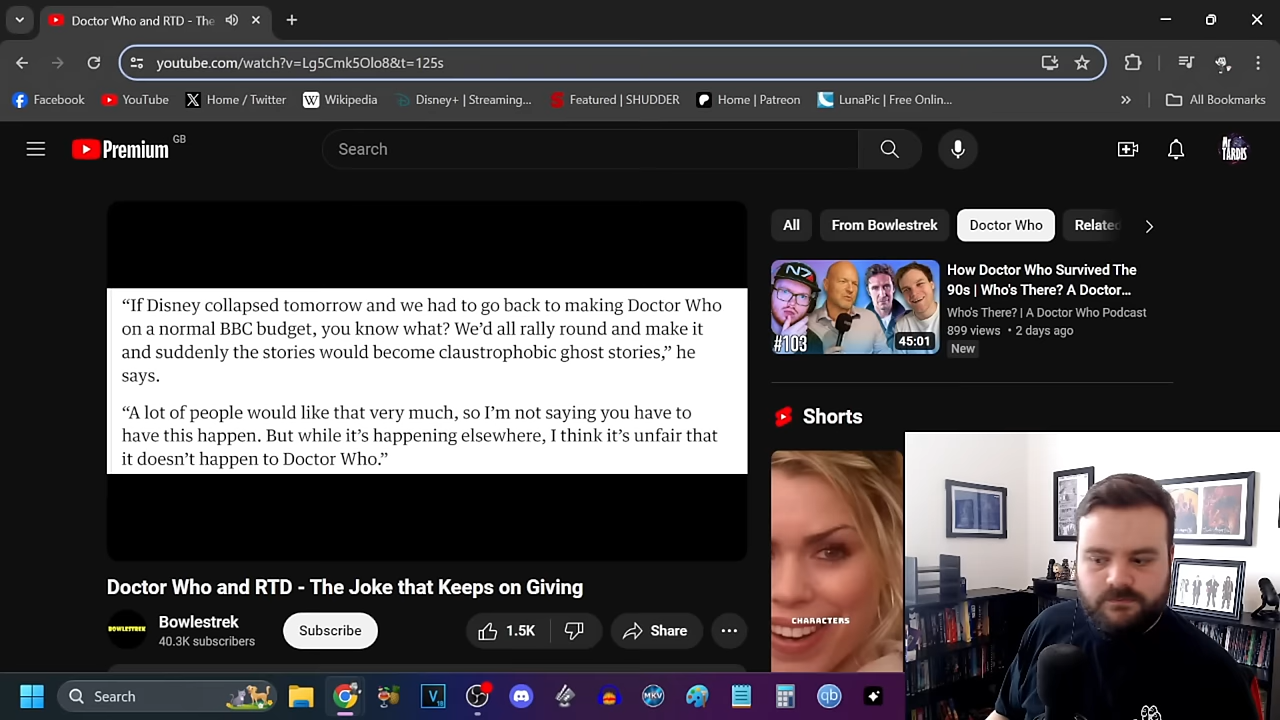 Doctor Who and RTD - The
youtube.com/watch?v=Lg5Cmk5Olo8&t=125s
Facebook
YouTube
Home / Twitter
Wikipedia
Disney+ | Streaming...
Featured | SHUDDER
Home | Patreon
LunaPic | Free Onlin...
All Bookmarks
Premium GB
Search
“If Disney collapsed tomorrow and we had to go back to making Doctor Who
on a normal BBC budget, you know what? We’d all rally round and make it
and suddenly the stories would become claustrophobic ghost stories,” he
says.
“A lot of people would like that very much, so I’m not saying you have to
have this happen. But while it’s happening elsewhere, I think it’s unfair that
it doesn’t happen to Doctor Who.”
Doctor Who and RTD - The Joke that Keeps on Giving
BOWLESTREK
Bowlestrek
40.3K subscribers
Subscribe
1.5K
Share
All
From Bowlestrek
Doctor Who
Related
N7
#103
45:01
How Doctor Who Survived The
90s | Who's There? A Doctor...
Who's There? | A Doctor Who Podcast
899 views • 2 days ago
New
Shorts
CHARACTERS
Search
MKV
qb